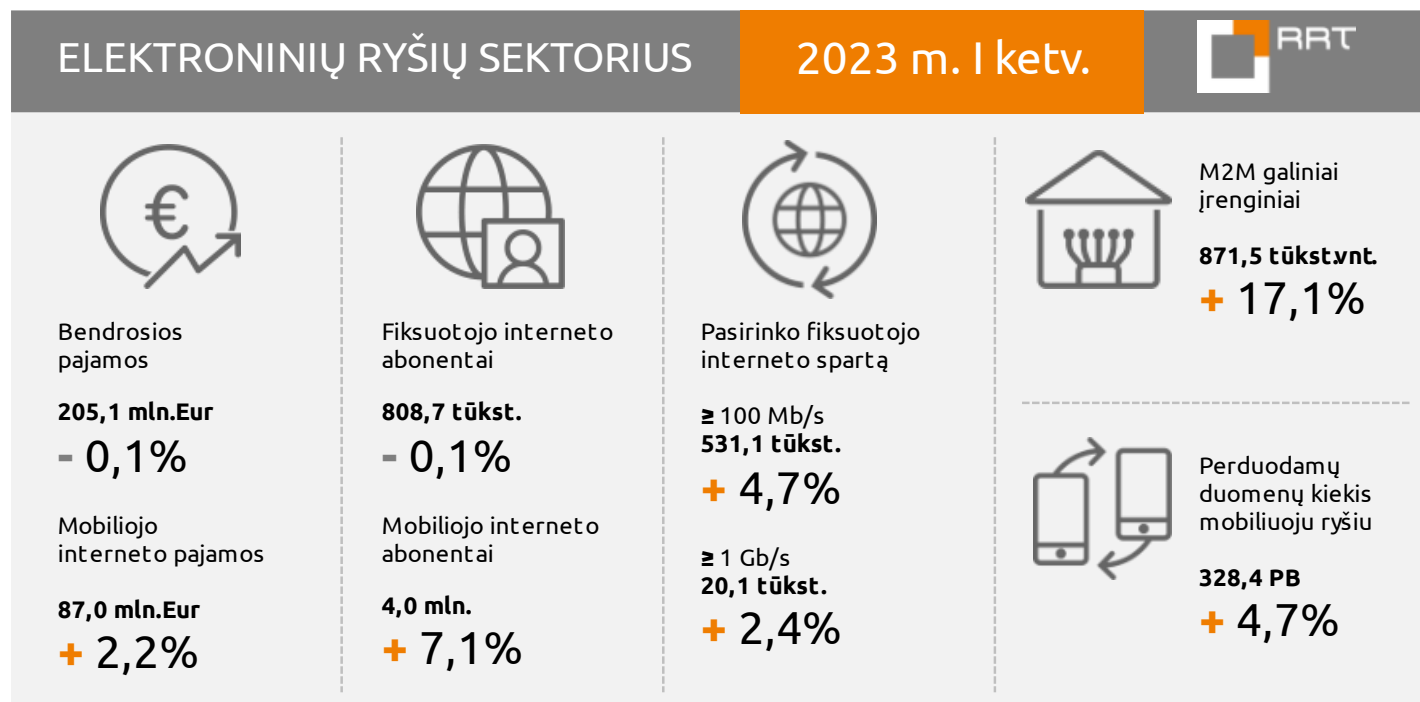 ELEKTRONINIŲ RYŠIŲ SEKTORIUS
2023 m. I ketv.
RRT
Bendrosios
pajamos
205,1 mln.Eur
- 0,1%
Mobiliojo
interneto pajamos
87,0 mln.Eur
+ 2,2%
Fiksuotojo interneto
abonentai
808,7 tūkst.
- 0,1%
Mobiliojo interneto
abonentai
4,0 mln.
+ 7,1%
Pasirinko fiksuotojo
interneto spartą
≥ 100 Mb/s
531,1 tūkst.
+ 4,7%
≥ 1 Gb/s
20,1 tūkst.
+ 2,4%
M2M galiniai
įrenginiai
871,5 tūkst.vnt.
+ 17,1%
Perduodamų
duomenų kiekis
mobiliuoju ryšiu
328,4 PB
+ 4,7%